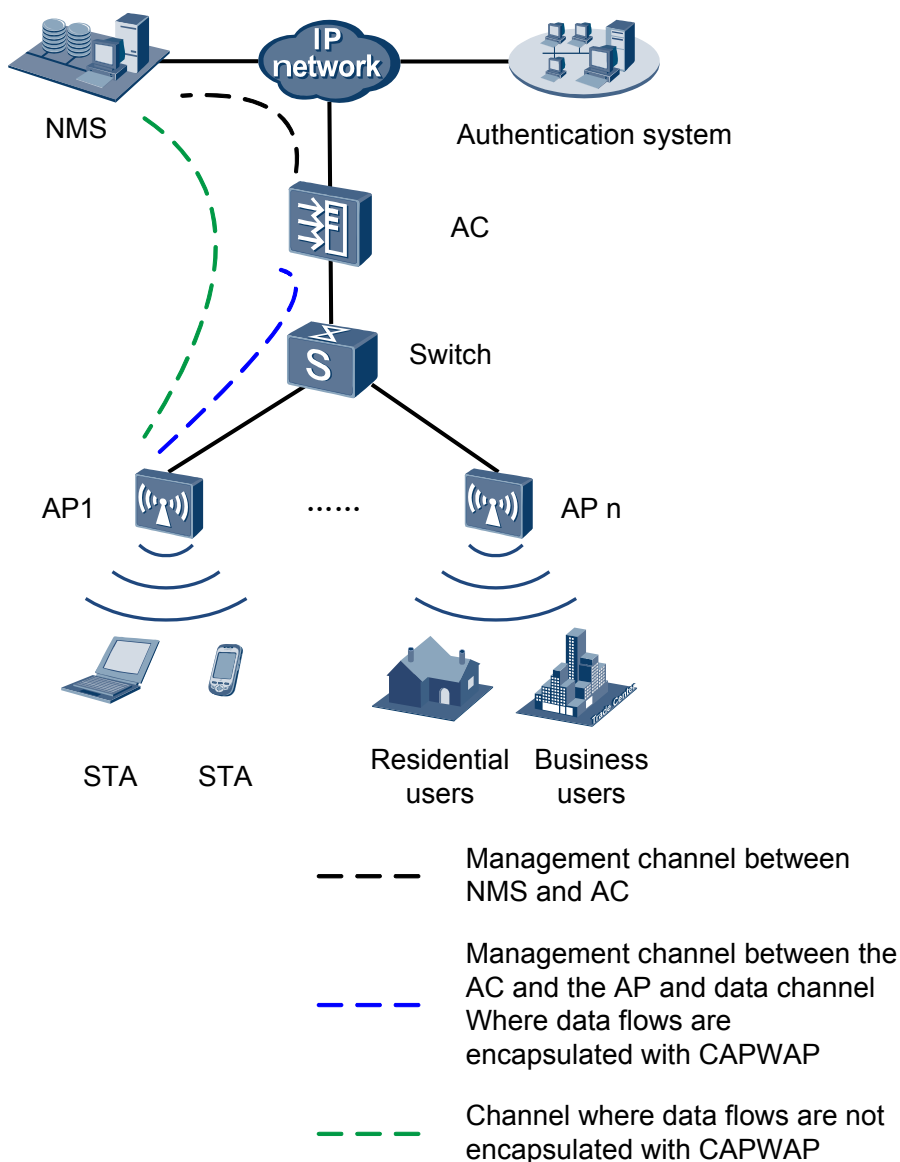 IP
network
NMS
Authentication system
AC
Switch
S
AP1
......
AP n
Trade Center
STA
STA
Residential
users
Business
users
Management channel between
NMS and AC
Management channel between the
AC and the AP and data channel
Where data flows are
encapsulated with CAPWAP
Channel where data flows are not
encapsulated with CAPWAP